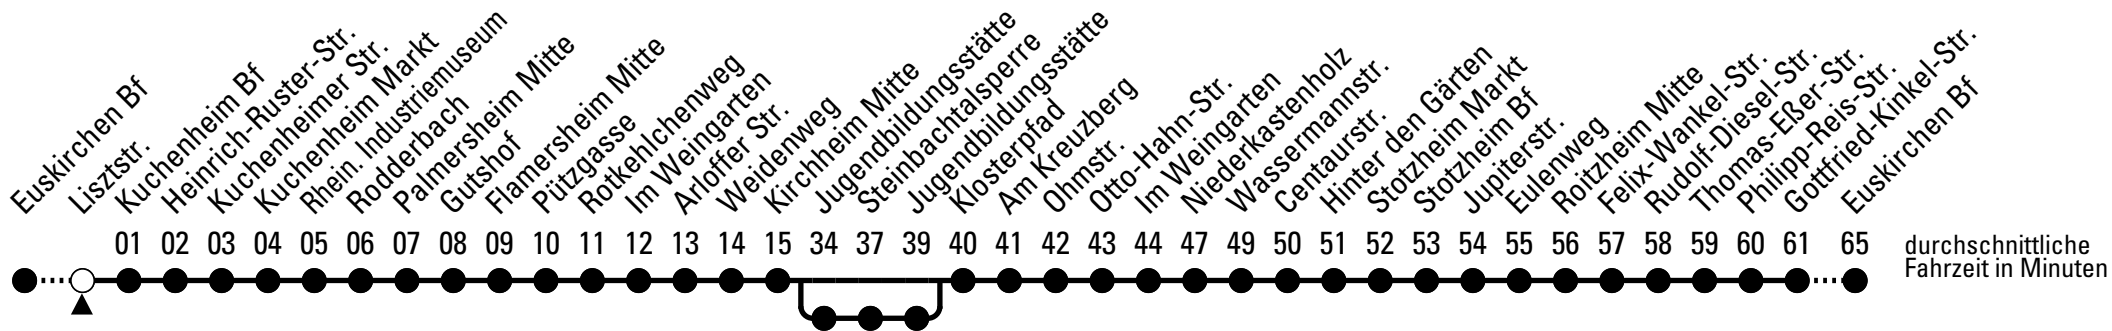 Euskirchen Bf
Lisztstr.
Kuchenheim Bf
Heinrich-Ruster-Str.
Kuchenheimer Str.
Kuchenheim Markt
Rhein. Industriemuseum
Rodderbach
Palmersheim Mitte
Gutshof
Flamersheim Mitte
Pützgasse
Rotkehlchenweg
Im Weingarten
Arloffer Str.
Weidenweg
Kirchheim Mitte
Jugendbildungsstätte
Steinbachtalsperre
Jugendbildungsstätte
Klosterpfad
Am Kreuzberg
Ohmstr.
Otto-Hahn-Str.
Im Weingarten
Niederkastenholz
Wassermannstr.
Centaurstr.
Hinter den Gärten
Stotzheim Markt
Stotzheim Bf
Jupiterstr.
Eulenweg
Roitzheim Mitte
Felix-Wankel-Str.
Rudolf-Diesel-Str.
Thomas-Eßer-Str.
Philipp-Reis-Str.
Gottfried-Kinkel-Str.
Euskirchen Bf
01 02 03 04 05 06 07 08 09 10 11 12 13 14 15 34 37 39 40 41 42 43 44 47 49 50 51 52 53 54 55 56 57 58 59 60 61 65
durchschnittliche
Fahrzeit in Minuten